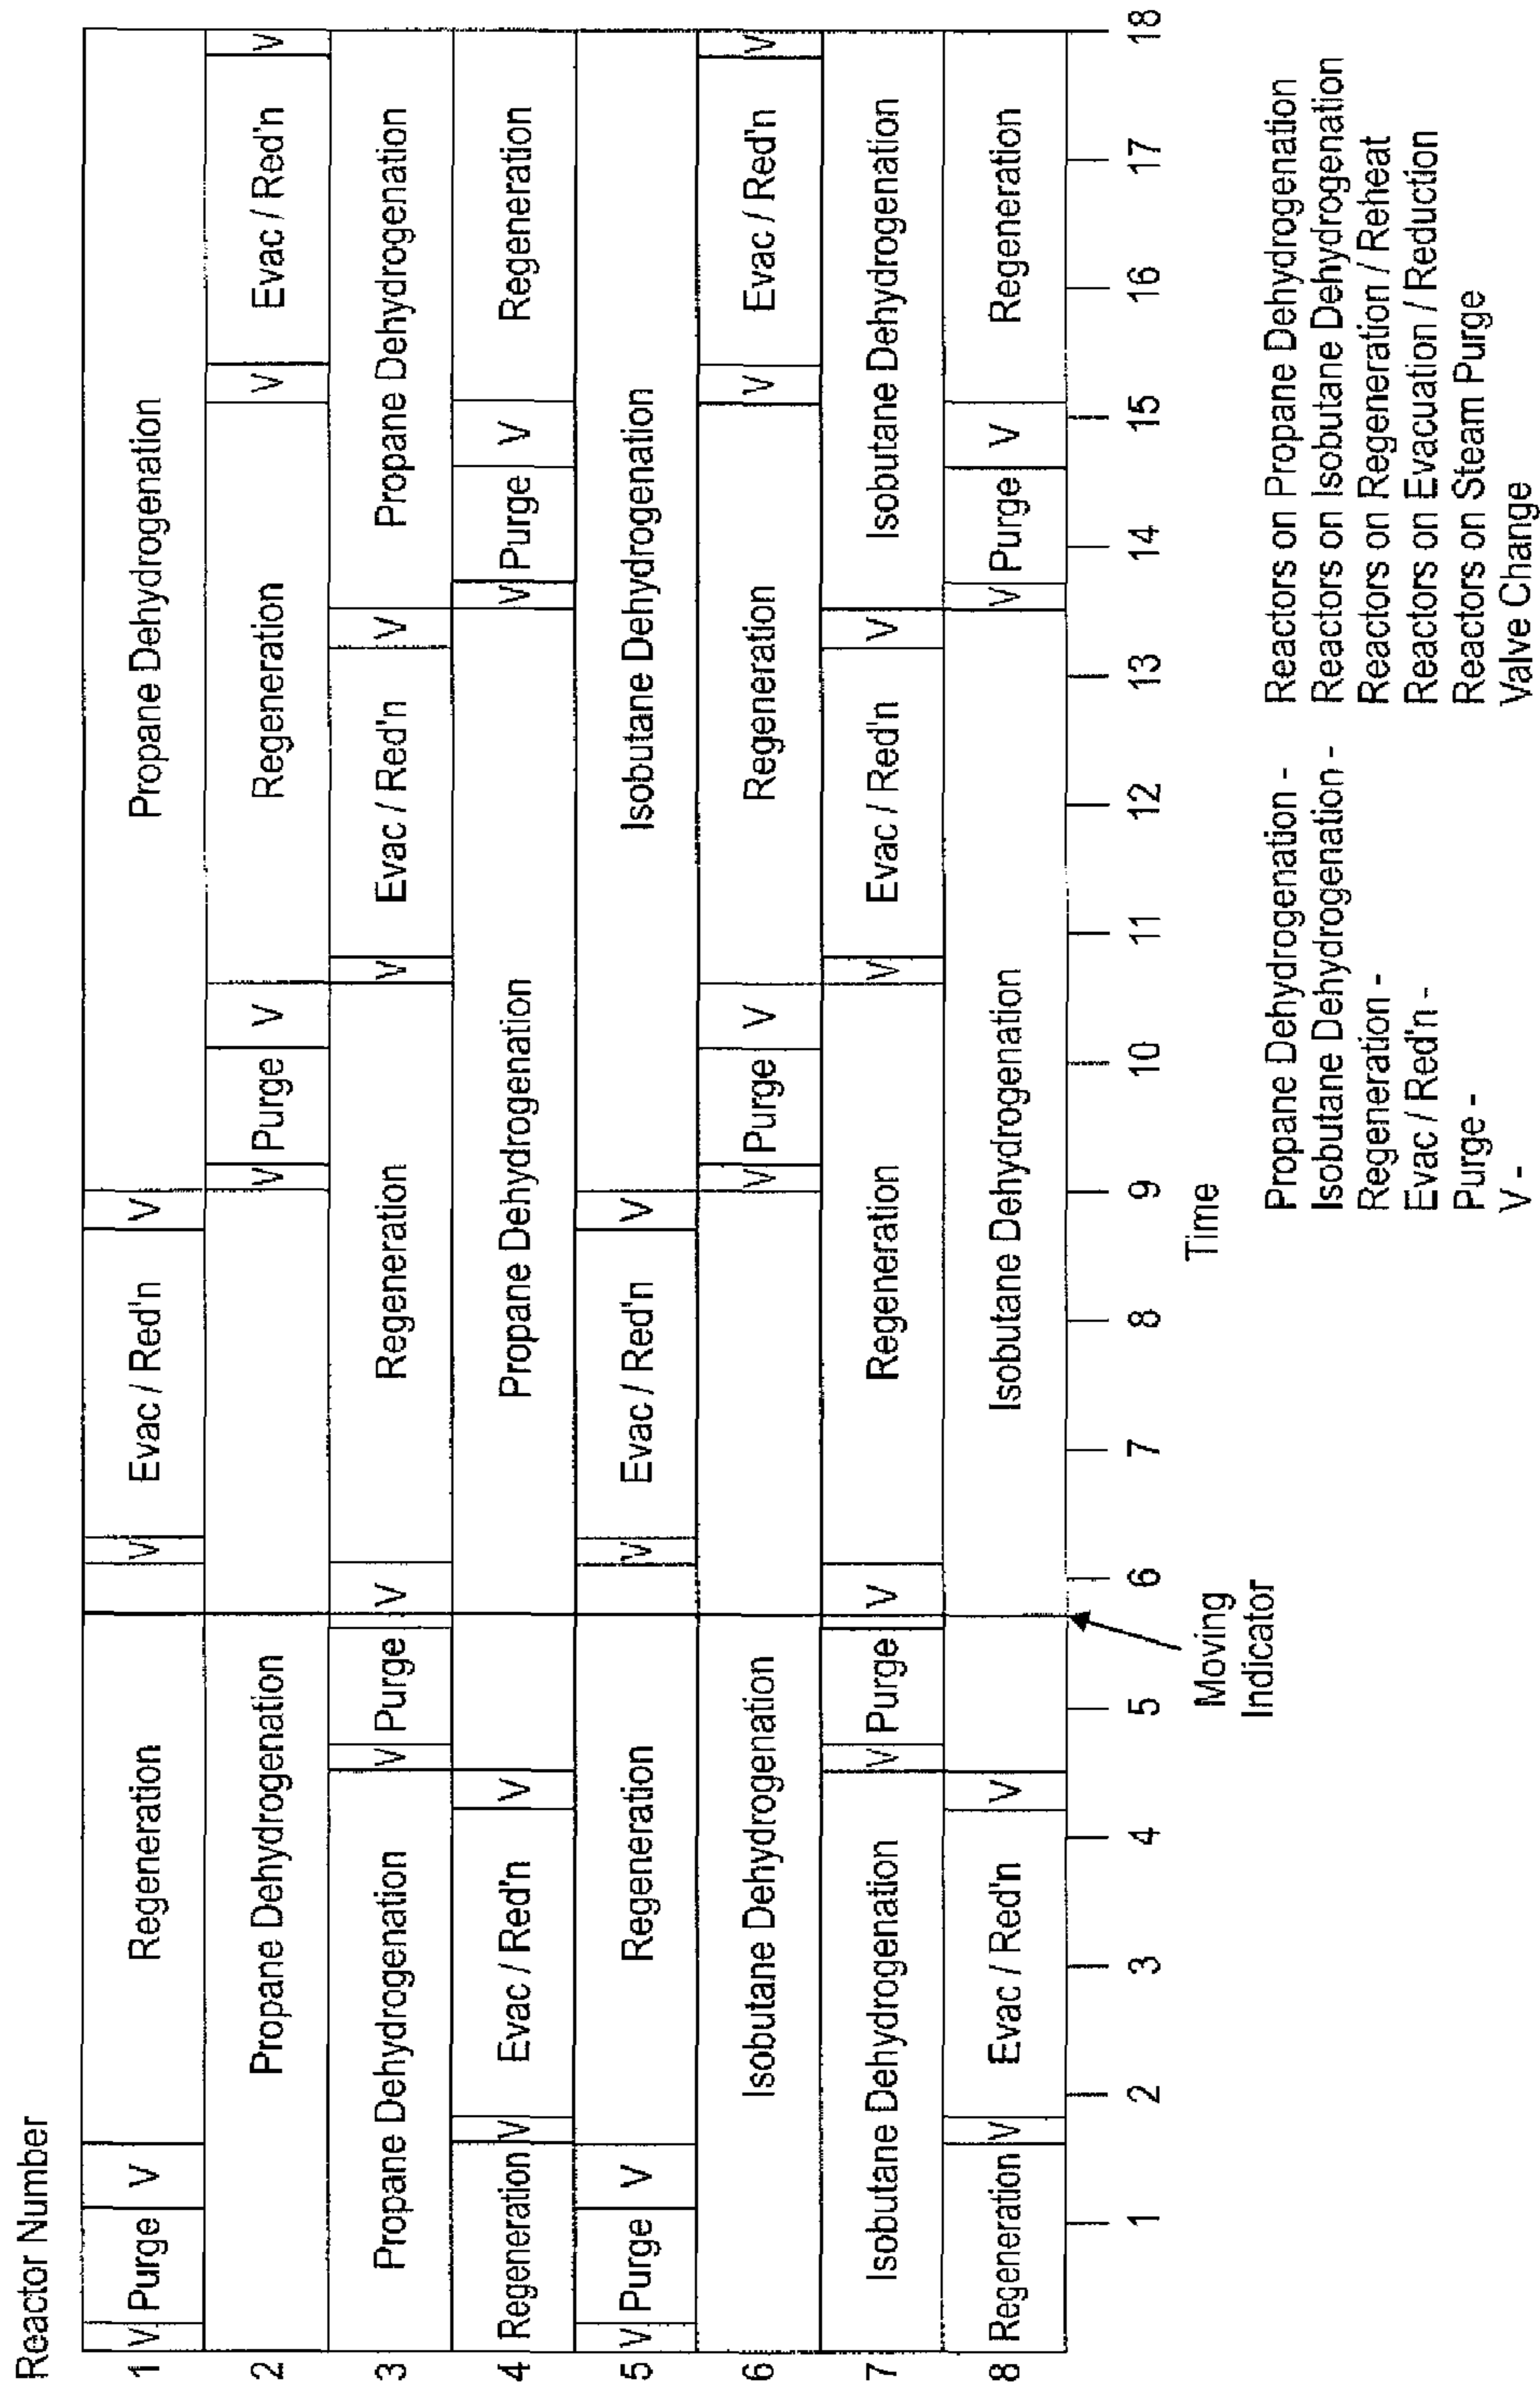 Reactor Number
1 V Purge V Regeneration V Evac / Red'n V Propane Dehydrogenation
2 Propane Dehydrogenation V Purge V Regeneration V Evac / Red'n V
3 Propane Dehydrogenation V Purge V Regeneration V Evac / Red'n V Propane Dehydrogenation
4 Regeneration V Evac / Red'n V Propane Dehydrogenation V Purge V Regeneration
5 V Purge V Regeneration V Evac / Red'n V Isobutane Dehydrogenation
6 Isobutane Dehydrogenation V Purge V Regeneration V Evac / Red'n V
7 Isobutane Dehydrogenation V Purge V Regeneration V Evac / Red'n V Isobutane Dehydrogenation
8 Regeneration V Evac / Red'n V Isobutane Dehydrogenation V Purge V Regeneration
1 2 3 4 5 6 7 8 9 10 11 12 13 14 15 16 17 18
Moving
Indicator
Time
Propane Dehydrogenation - Reactors on Propane Dehydrogenation
Isobutane Dehydrogenation - Reactors on Isobutane Dehydrogenation
Regeneration - Reactors on Regeneration / Reheat
Evac / Red'n - Reactors on Evacuation / Reduction
Purge - Reactors on Steam Purge
V - Valve Change